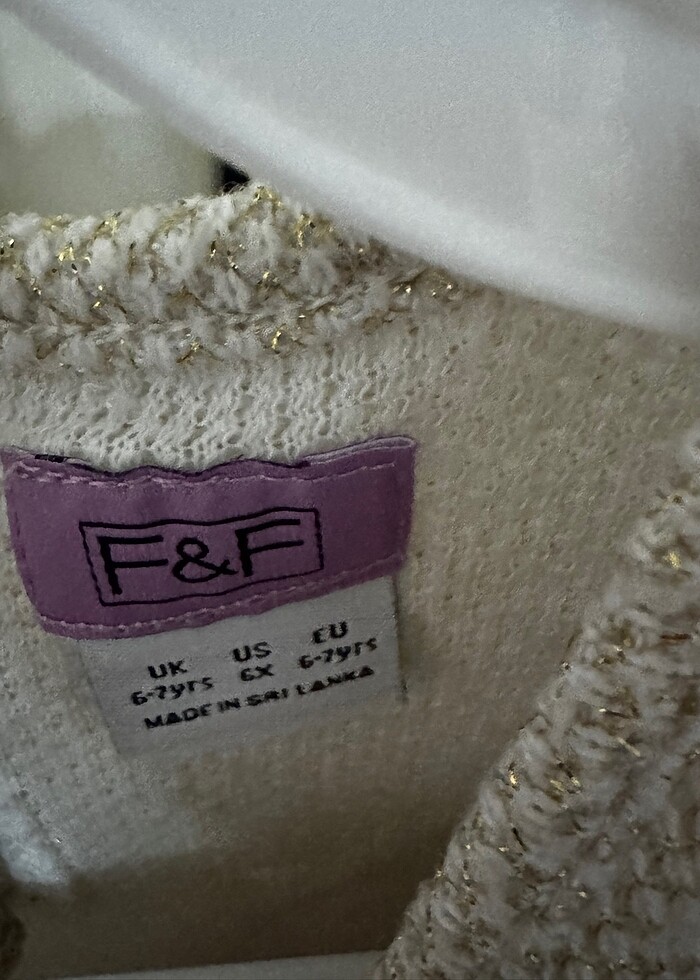 F&F
UK US EU
6-7yrs 6X 6-7yrs
MADE IN SRI LANKA